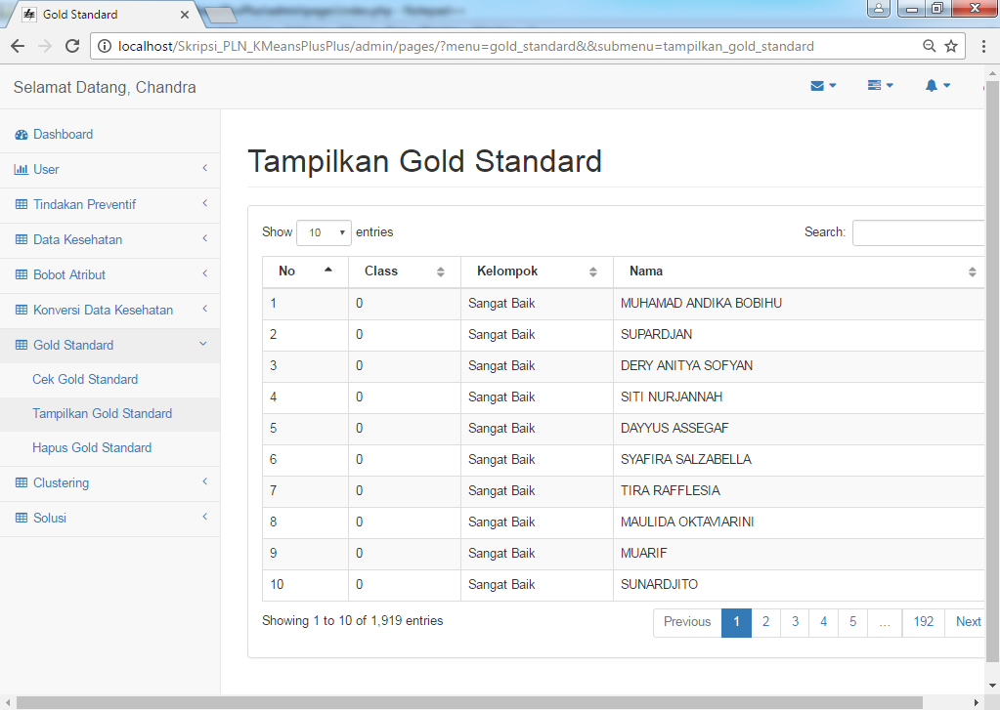 Gold Standard
localhost/Skripsi_PLN_KMeansPlusPlus/admin/pages/?menu=gold_standard&&submenu=tampilkan_gold_standard
Selamat Datang, Chandra
Dashboard
User
Tindakan Preventif
Data Kesehatan
Bobot Atribut
Konversi Data Kesehatan
Gold Standard
Cek Gold Standard
Tampilkan Gold Standard
Hapus Gold Standard
Clustering
Solusi
Tampilkan Gold Standard
Show 10 entries Search:
No Class Kelompok Nama
1 0 Sangat Baik MUHAMAD ANDIKA BOBIHU
2 0 Sangat Baik SUPARDJAN
3 0 Sangat Baik DERY ANITYA SOFYAN
4 0 Sangat Baik SITI NURJANNAH
5 0 Sangat Baik DAYYUS ASSEGAF
6 0 Sangat Baik SYAFIRA SALZABELLA
7 0 Sangat Baik TIRA RAFFLESIA
8 0 Sangat Baik MAULIDA OKTAVIARINI
9 0 Sangat Baik MUARIF
10 0 Sangat Baik SUNARDJITO
Showing 1 to 10 of 1,919 entries Previous 1 2 3 4 5 … 192 Next